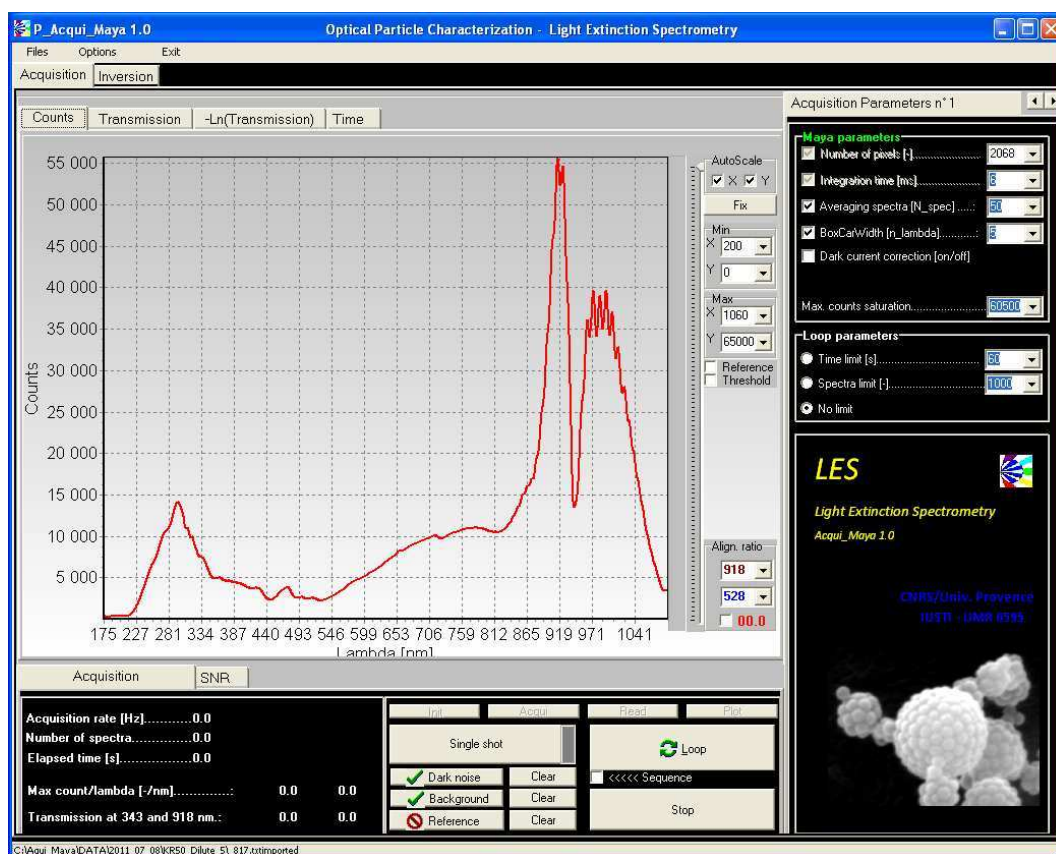 P_Acqui_Maya 1.0 Optical Particle Characterization - Light Extinction Spectrometry
Files Options Exit
Acquisition Inversion
Counts Transmission -Ln(Transmission) Time
55 000
50 000
45 000
40 000
35 000
30 000
25 000
20 000
15 000
10 000
5 000
Counts
175 227 281 334 387 440 493 546 599 653 706 759 812 865 919 971 1041
Lambda [nm]
AutoScale
X Y
Fix
Min
X 200
Y 0
Max
X 1060
Y 65000
Reference
Threshold
Align. ratio
918
528
00.0
Acquisition Parameters n°1
Maya parameters
Number of pixels [-] 2068
Integration time [ms] 6
Averaging spectra [N_spec] ....: 50
BoxCarWidth [n_lambda]..........: 5
Dark current correction [on/off]
Max. counts saturation 60500
Loop parameters
Time limit [s] 60
Spectra limit [-] 1000
No limit
LES
Light Extinction Spectrometry
Acqui_Maya 1.0
CNRS/Univ. Provence
IUSTI - UMR 6595
Acquisition SNR
Acquisition rate [Hz]...........0.0
Number of spectra..............0.0
Elapsed time [s]................0.0
Max count/lambda [-/nm].............: 0.0 0.0
Transmission at 343 and 918 nm.: 0.0 0.0
Init Acqui Read Plot
Single shot
Loop
Dark noise Clear
<<<<< Sequence
Background Clear
Stop
Reference Clear
C:\Aqui_Maya\DATA\2011_07_08\KR50_Dilute_5\_817.txtimported